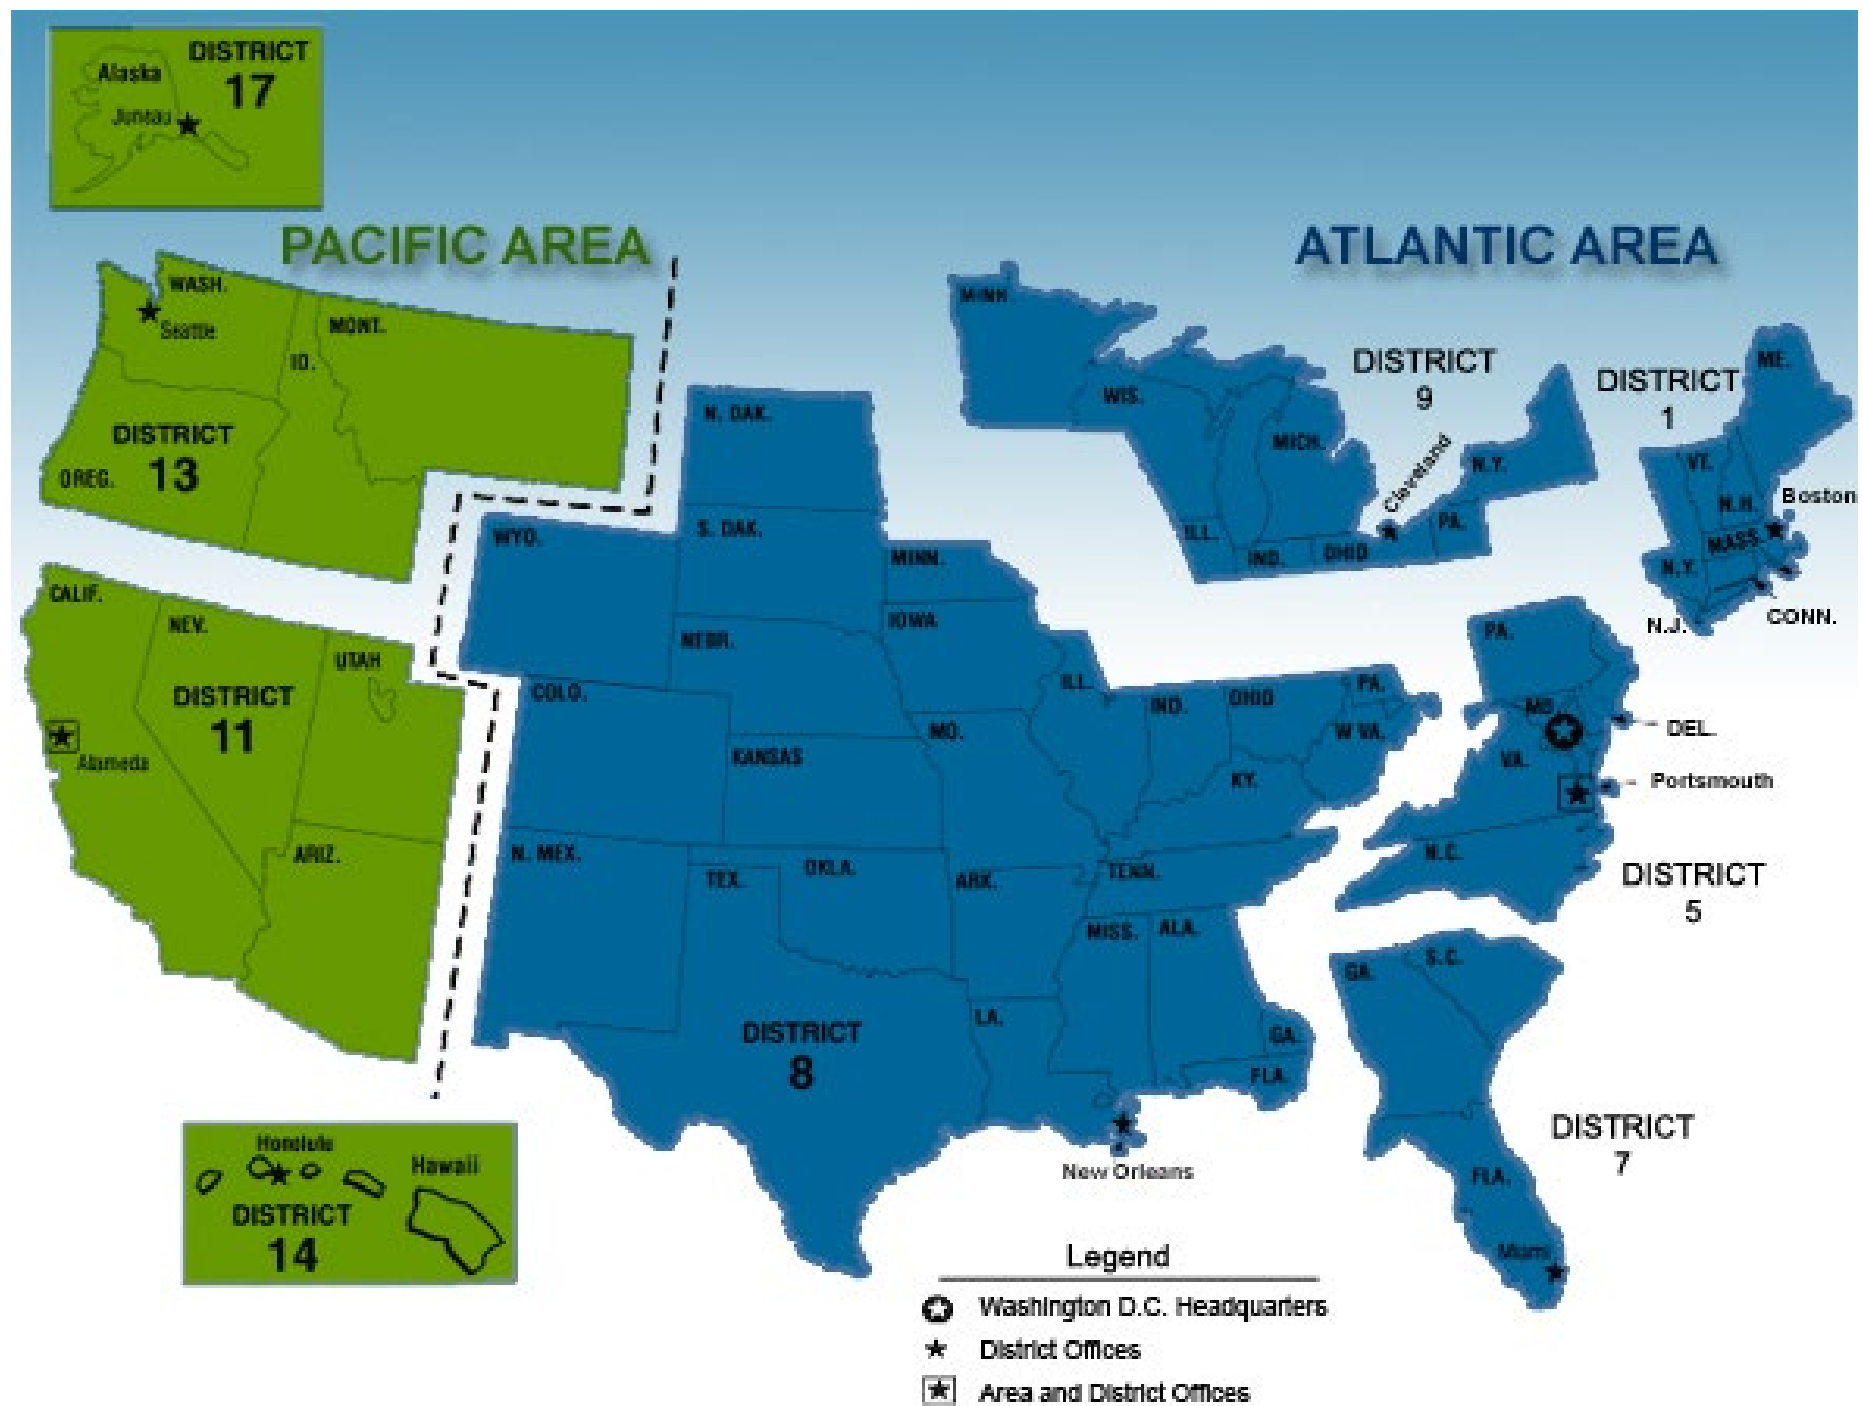 DISTRICT
17
Alaska
Juneau
PACIFIC AREA
ATLANTIC AREA
WASH.
Seattle
MONT.
ID.
DISTRICT
13
OREG.
CALIF.
NEV.
UTAH
DISTRICT
11
Alameda
ARIZ.
Honolulu
Hawaii
DISTRICT
14
N. DAK.
S. DAK.
WYO.
MINN.
NEBR.
IOWA
COLO.
ILL.
IND.
OHIO
PA.
W VA.
KANSAS
MO.
KY.
N. MEX.
TEX.
OKLA.
ARK.
TENN.
MISS.
ALA.
LA.
GA.
FLA.
DISTRICT
8
New Orleans
MINN.
WIS.
MICH.
DISTRICT
9
Cleveland
N.Y.
PA.
ILL.
IND.
OHIO
DISTRICT
1
ME.
VT.
N.H.
Boston
MASS.
N.Y.
N.J.
CONN.
PA.
MD.
DEL.
VA.
Portsmouth
N.C.
DISTRICT
5
GA.
S.C.
DISTRICT
7
FLA.
Miami
Legend
Washington D.C. Headquarters
District Offices
Area and District Offices